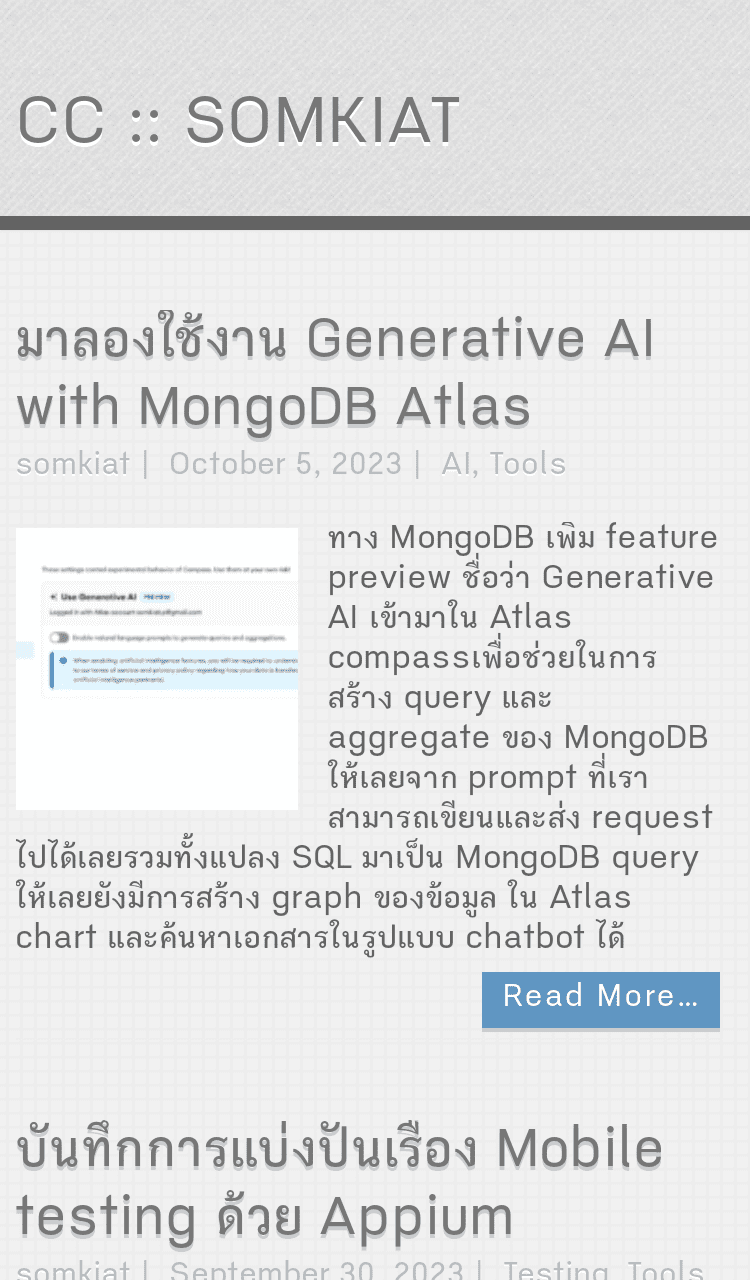 CC :: SOMKIAT
มาลองใช้งาน Generative AI
with MongoDB Atlas
somkiat | October 5, 2023 | AI, Tools
These settings control experimental behavior of Compass. Use them at your own risk!
Use Generative AI Preview
Logged in with Atlas account
Enable natural language prompts to generate queries and aggregations.
When enabling artificial intelligence features, you will be required to
to our terms of service and privacy policy regarding how your data is
artificial intelligence partners.
ทาง MongoDB เพิ่ม feature
preview ชื่อว่า Generative
AI เข้ามาใน Atlas
compassเพื่อช่วยในการ
สร้าง query และ
aggregate ของ MongoDB
ให้เลยจาก prompt ที่เรา
สามารถเขียนและส่ง request
ไปได้เลยรวมทั้งแปลง SQL มาเป็น MongoDB query
ให้เลยยังมีการสร้าง graph ของข้อมูล ใน Atlas
chart และค้นหาเอกสารในรูปแบบ chatbot ได้
Read More...
บันทึกการแบ่งปันเรื่อง Mobile
testing ด้วย Appium
somkiat | September 30, 2023 | Testing, Tools